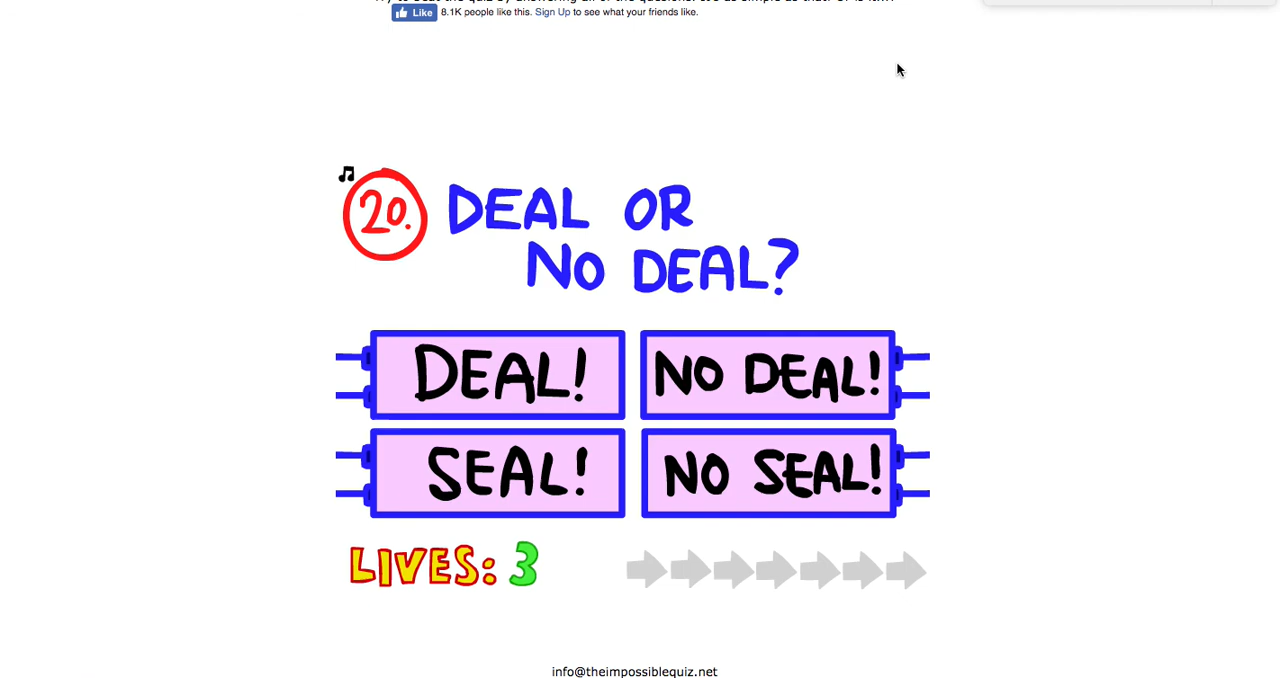 Like 8.1K people like this. Sign Up to see what your friends like.
20. DEAL OR
NO DEAL?
DEAL! NO DEAL!
SEAL! NO SEAL!
LIVES: 3
info@theimpossiblequiz.net